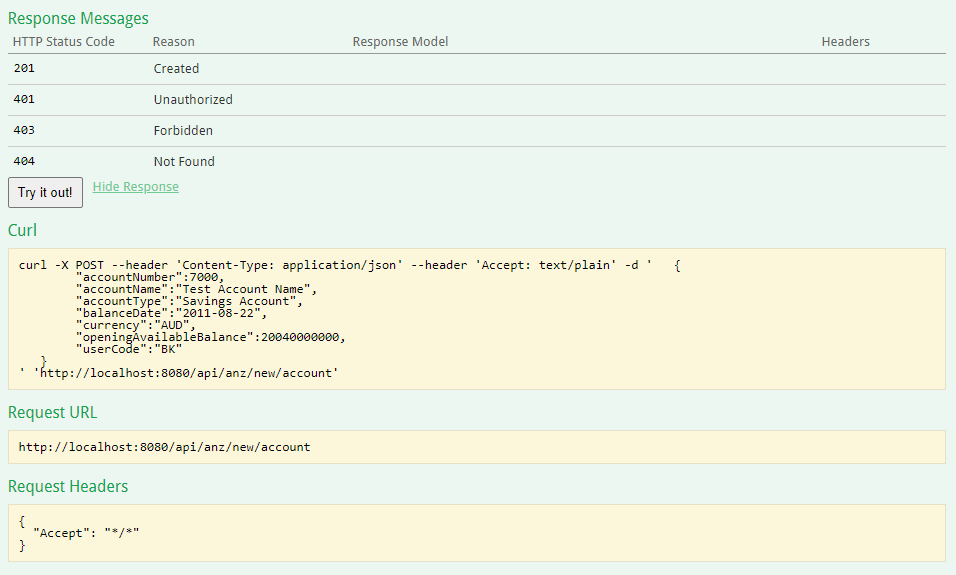 Response Messages
HTTP Status Code Reason Response Model Headers
201 Created
401 Unauthorized
403 Forbidden
404 Not Found
Try it out! Hide Response
Curl
curl -X POST --header 'Content-Type: application/json' --header 'Accept: text/plain' -d '   {
        "accountNumber":7000,
        "accountName":"Test Account Name",
        "accountType":"Savings Account",
        "balanceDate":"2011-08-22",
        "currency":"AUD",
        "openingAvailableBalance":20040000000,
        "userCode":"BK"
   }
' 'http://localhost:8080/api/anz/new/account'
Request URL
http://localhost:8080/api/anz/new/account
Request Headers
{
  "Accept": "*/*"
}